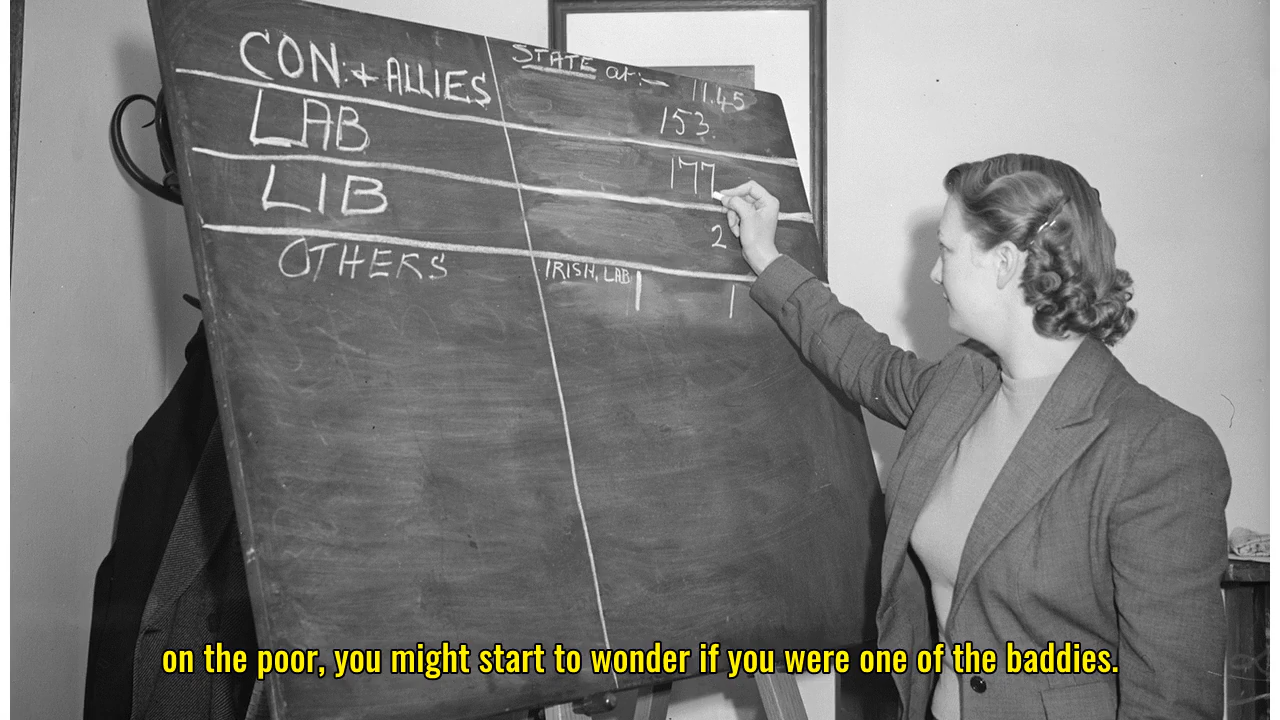 CON: + ALLIES
STATE at:— 11.45
153.
LAB
177
LIB
2
OTHERS
IRISH, LAB 1
1
on the poor, you might start to wonder if you were one of the baddies.